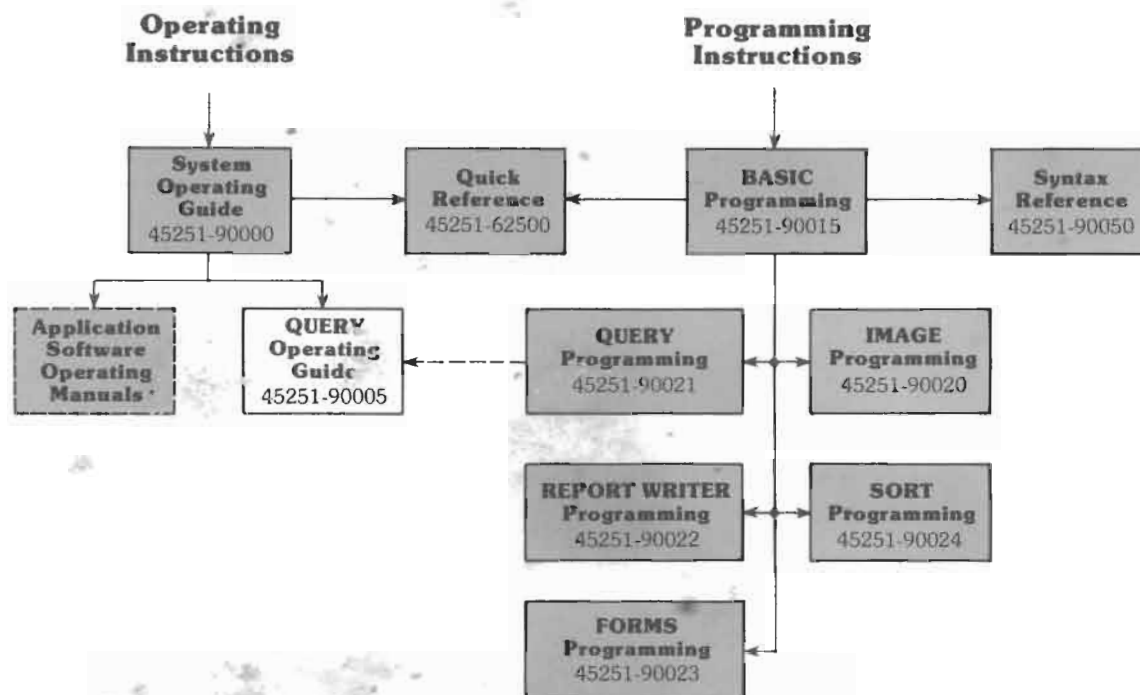 Operating
Instructions
Programming
Instructions
System
Operating
Guide
45251-90000
Quick
Reference
45251-62500
BASIC
Programming
45251-90015
Syntax
Reference
45251-90050
Application
Software
Operating
Manuals
QUERY
Operating
Guide
45251-90005
QUERY
Programming
45251-90021
IMAGE
Programming
45251-90020
REPORT WRITER
Programming
45251-90022
SORT
Programming
45251-90024
FORMS
Programming
45251-90023